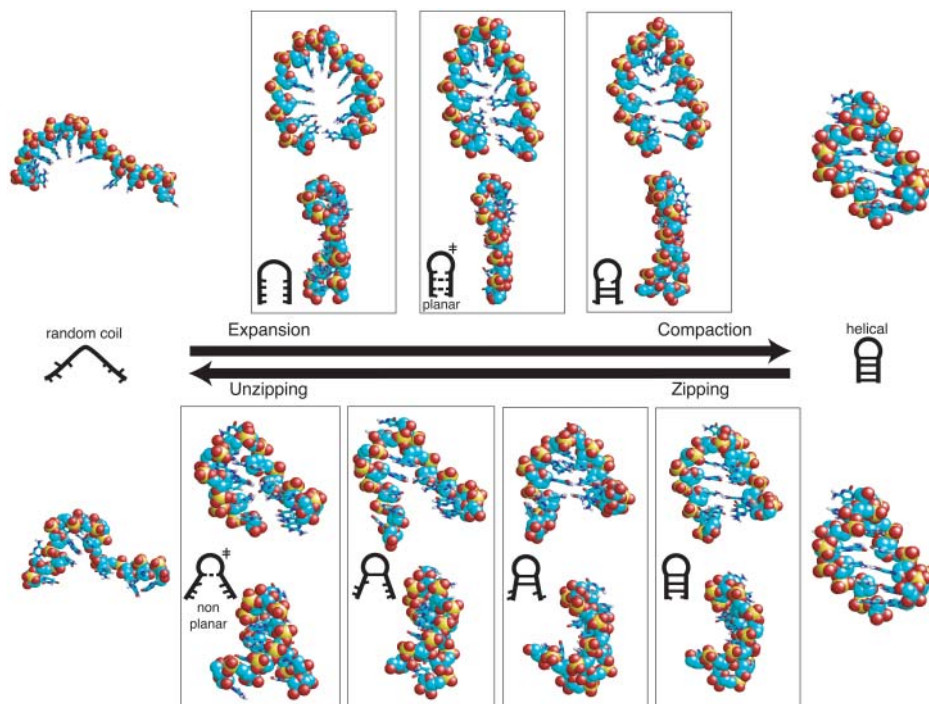 ‡
planar
random coil
Expansion
Compaction
helical
Unzipping
Zipping
‡
non
planar